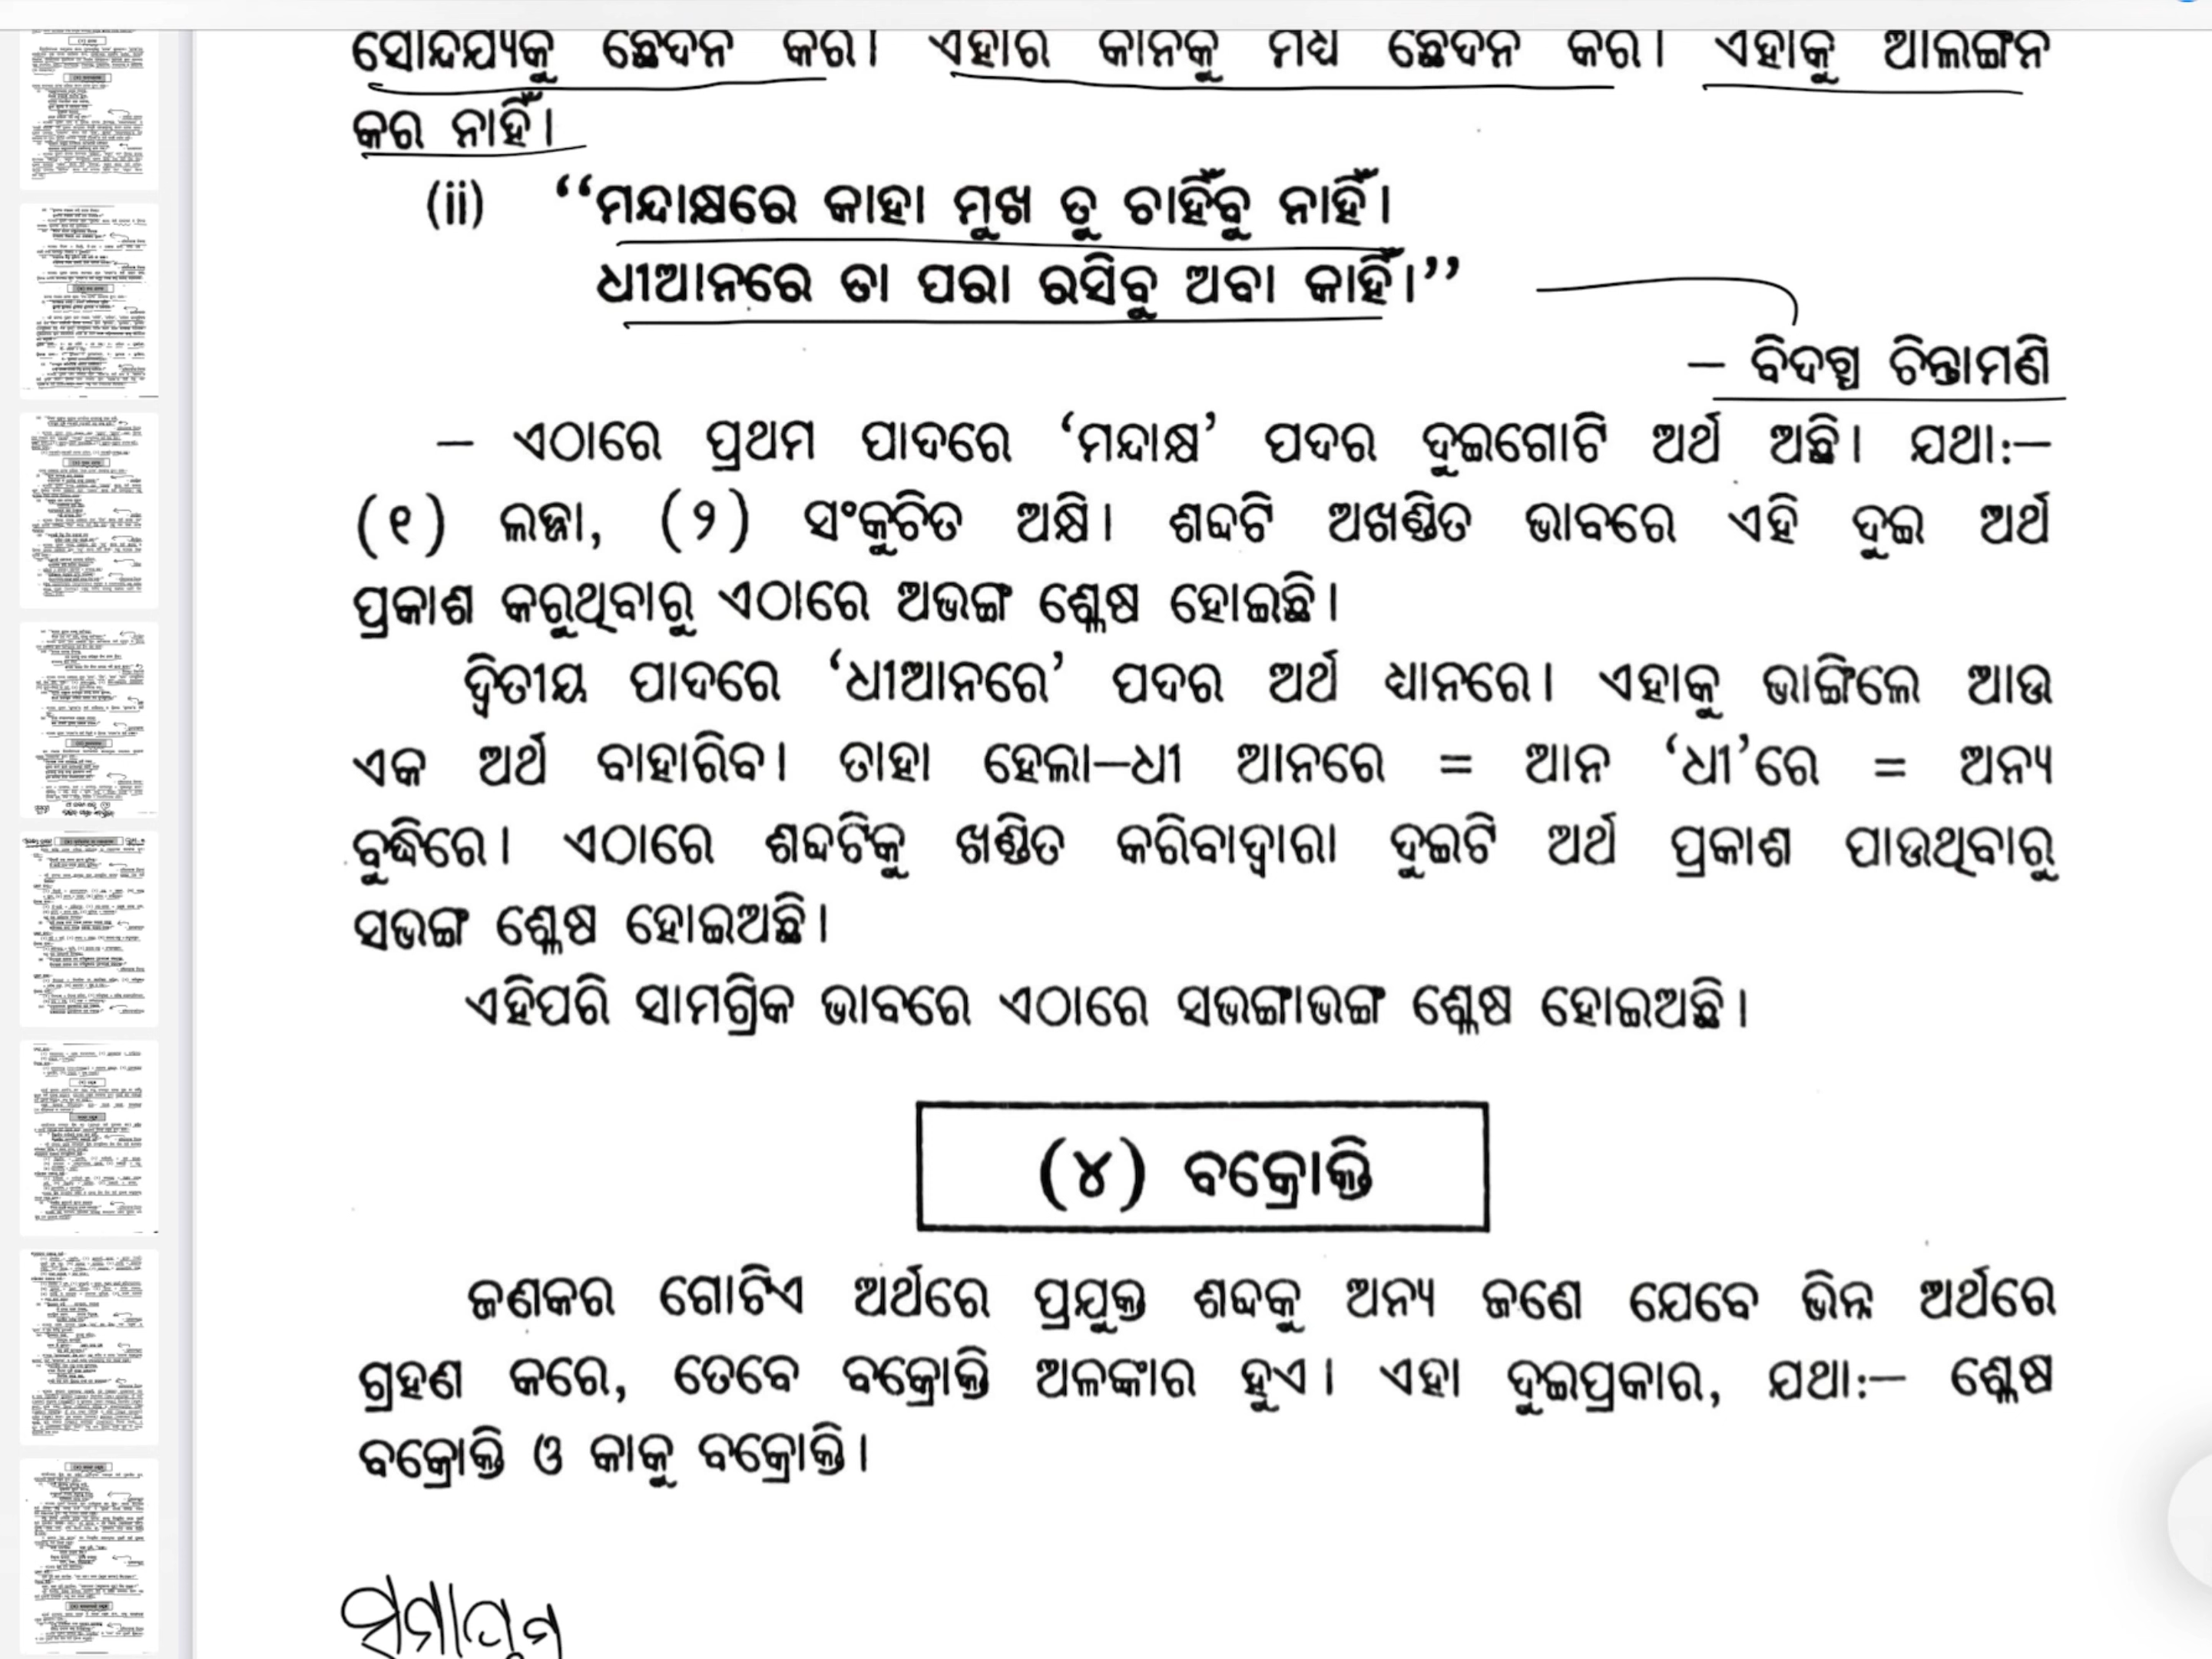 ସୌନ୍ଦର୍ଯ୍ୟକୁ ଛେଦନ କର। ଏହାର କାନକୁ ମଧ୍ୟ ଛେଦନ କର। ଏହାକୁ ଆଲିଙ୍ଗନ
କର ନାହିଁ।
(ii) ‘‘ମନ୍ଦାକ୍ଷରେ କାହା ମୁଖ ତୁ ଚାହିଁବୁ ନାହିଁ।
ଧୀଆନରେ ତା ପରା ରସିବୁ ଅବା କାହିଁ।’’
– ବିଦଗ୍ଧ ଚିନ୍ତାମଣି
– ଏଠାରେ ପ୍ରଥମ ପାଦରେ ‘ମନ୍ଦାକ୍ଷ’ ପଦର ଦୁଇଗୋଟି ଅର୍ଥ ଅଛି। ଯଥା:–
(୧) ଲଜ୍ଜା, (୨) ସଂକୁଚିତ ଅକ୍ଷି। ଶବ୍ଦଟି ଅଖଣ୍ଡିତ ଭାବରେ ଏହି ଦୁଇ ଅର୍ଥ
ପ୍ରକାଶ କରୁଥିବାରୁ ଏଠାରେ ଅଭଙ୍ଗ ଶ୍ଳେଷ ହୋଇଛି।
ଦ୍ୱିତୀୟ ପାଦରେ ‘ଧୀଆନରେ’ ପଦର ଅର୍ଥ ଧ୍ୟାନରେ। ଏହାକୁ ଭାଙ୍ଗିଲେ ଆଉ
ଏକ ଅର୍ଥ ବାହାରିବ। ତାହା ହେଲା–ଧୀ ଆନରେ = ଆନ ‘ଧୀ’ରେ = ଅନ୍ୟ
ବୁଦ୍ଧିରେ। ଏଠାରେ ଶବ୍ଦଟିକୁ ଖଣ୍ଡିତ କରିବାଦ୍ୱାରା ଦୁଇଟି ଅର୍ଥ ପ୍ରକାଶ ପାଉଥିବାରୁ
ସଭଙ୍ଗ ଶ୍ଳେଷ ହୋଇଅଛି।
ଏହିପରି ସାମଗ୍ରିକ ଭାବରେ ଏଠାରେ ସଭଙ୍ଗାଭଙ୍ଗ ଶ୍ଳେଷ ହୋଇଅଛି।
(୪) ବକ୍ରୋକ୍ତି
ଜଣକର ଗୋଟିଏ ଅର୍ଥରେ ପ୍ରଯୁକ୍ତ ଶବ୍ଦକୁ ଅନ୍ୟ ଜଣେ ଯେବେ ଭିନ୍ନ ଅର୍ଥରେ
ଗ୍ରହଣ କରେ, ତେବେ ବକ୍ରୋକ୍ତି ଅଳଙ୍କାର ହୁଏ। ଏହା ଦୁଇପ୍ରକାର, ଯଥା:– ଶ୍ଳେଷ
ବକ୍ରୋକ୍ତି ଓ କାକୁ ବକ୍ରୋକ୍ତି।